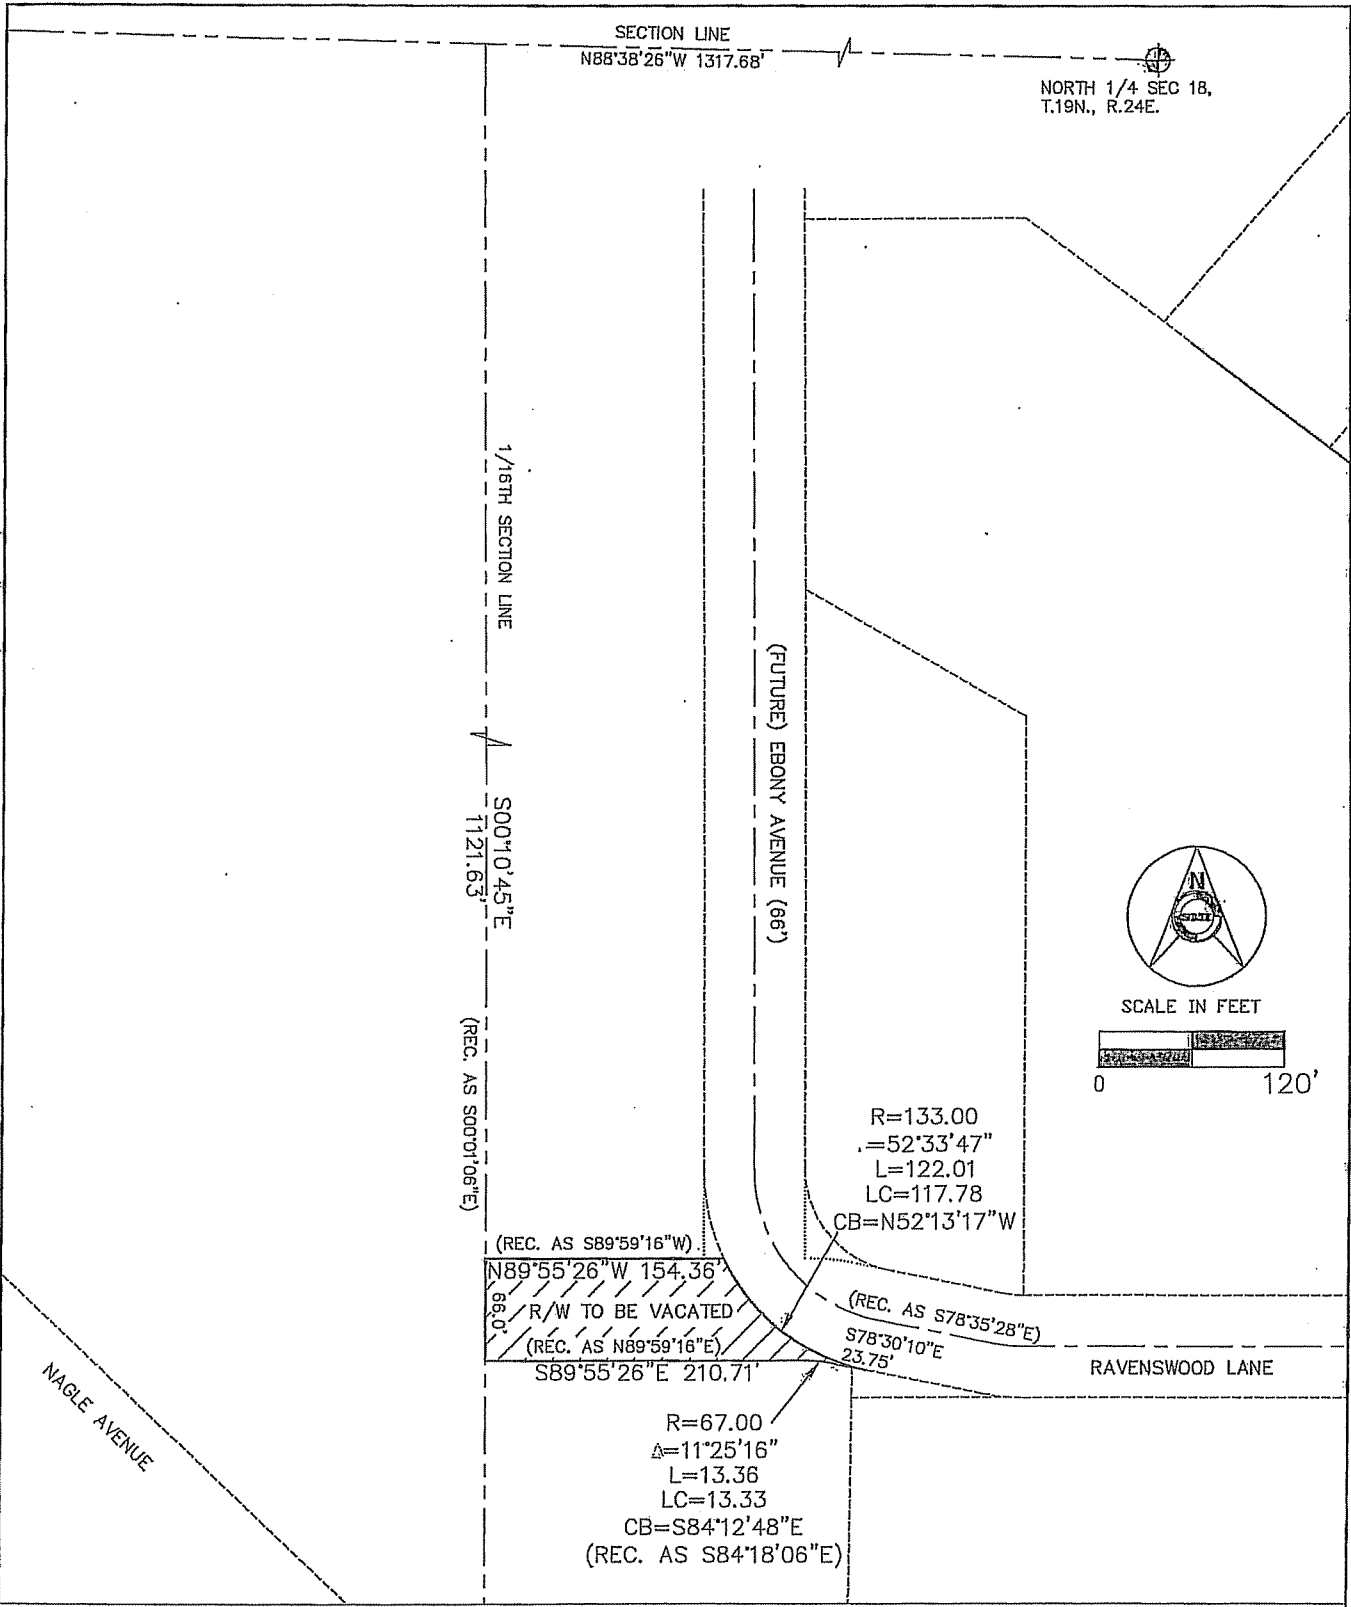 SECTION LINE
N88°38'26"W 1317.68'
NORTH 1/4 SEC 18,
T.19N., R.24E.
1/16TH SECTION LINE
(FUTURE) EBONY AVENUE (66')
S00°10'45"E
1121.63'
(REC. AS S00°01'06"E)
N
SCALE IN FEET
0 120'
R=133.00
.=52°33'47"
L=122.01
LC=117.78
CB=N52°13'17"W
(REC. AS S89°59'16"W)
N89°55'26"W 154.36'
66.0'
R/W TO BE VACATED
(REC. AS N89°59'16"E)
S89°55'26"E 210.71'
(REC. AS S78°35'28"E)
S78°30'10"E
23.75'
RAVENSWOOD LANE
NAGLE AVENUE
R=67.00
Δ=11°25'16"
L=13.36
LC=13.33
CB=S84°12'48"E
(REC. AS S84°18'06"E)